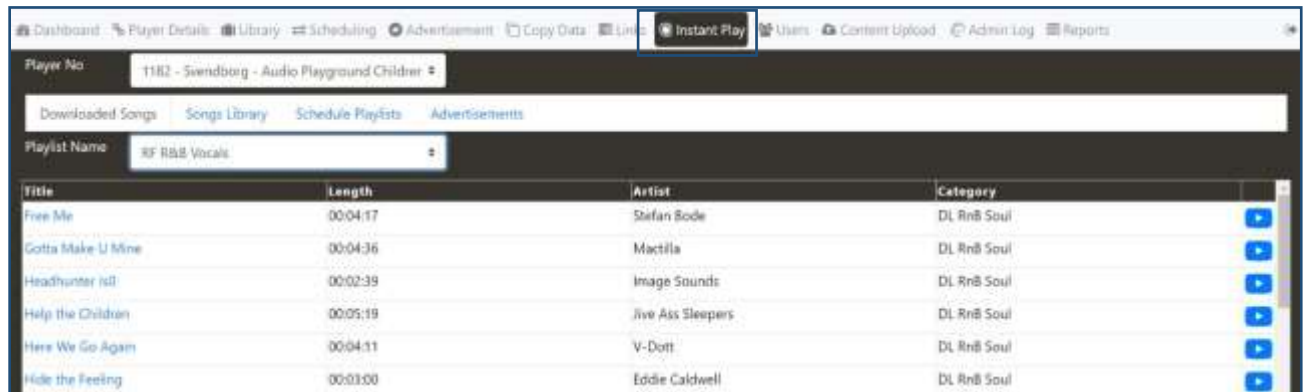 Dashboard Player Details Library Scheduling Advertisement Copy Data Links Instant Play Users Content Upload Admin Log Reports
Player No 1182 - Svendborg - Audio Playground Children
Downloaded Songs Songs Library Schedule Playlists Advertisements
Playlist Name RF R&B Vocals
Title Length Artist Category
Free Me 00:04:17 Stefan Bode DL RnB Soul
Gotta Make U Mine 00:04:36 Mactilla DL RnB Soul
Headhunter 00:02:39 Image Sounds DL RnB Soul
Help the Children 00:05:19 Jive Ass Sleepers DL RnB Soul
Here We Go Again 00:04:11 V-Dott DL RnB Soul
Hide the Feeling 00:03:00 Eddie Caldwell DL RnB Soul